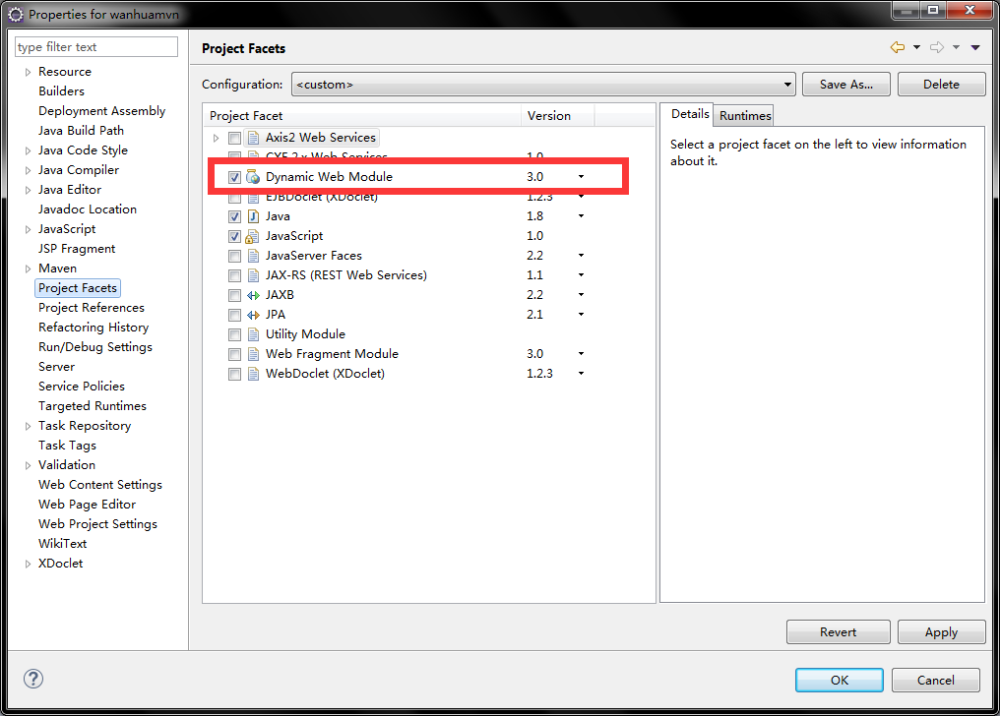 Properties for wanhuamvn
type filter text
Resource
Builders
Deployment Assembly
Java Build Path
Java Code Style
Java Compiler
Java Editor
Javadoc Location
JavaScript
JSP Fragment
Maven
Project Facets
Project References
Refactoring History
Run/Debug Settings
Server
Service Policies
Targeted Runtimes
Task Repository
Task Tags
Validation
Web Content Settings
Web Page Editor
Web Project Settings
WikiText
XDoclet
Project Facets
Configuration: <custom> Save As... Delete
Project Facet Version
Axis2 Web Services
CXF 2.x Web Services 1.0
Dynamic Web Module 3.0
EJBDoclet (XDoclet) 1.2.3
Java 1.8
JavaScript 1.0
JavaServer Faces 2.2
JAX-RS (REST Web Services) 1.1
JAXB 2.2
JPA 2.1
Utility Module
Web Fragment Module 3.0
WebDoclet (XDoclet) 1.2.3
Details Runtimes
Select a project facet on the left to view information
about it.
Revert Apply
? OK Cancel